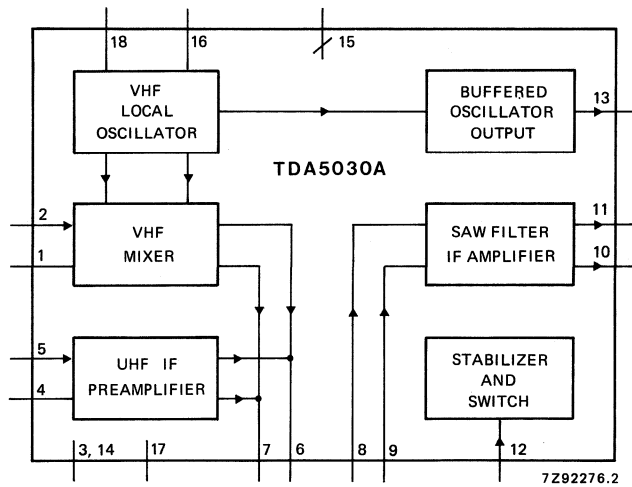 18
16
15
VHF
LOCAL
OSCILLATOR
BUFFERED
OSCILLATOR
OUTPUT
13
TDA5030A
2
1
VHF
MIXER
SAW FILTER
IF AMPLIFIER
11
10
5
4
UHF IF
PREAMPLIFIER
STABILIZER
AND
SWITCH
3, 14
17
7
6
8
9
12
7Z92276.2